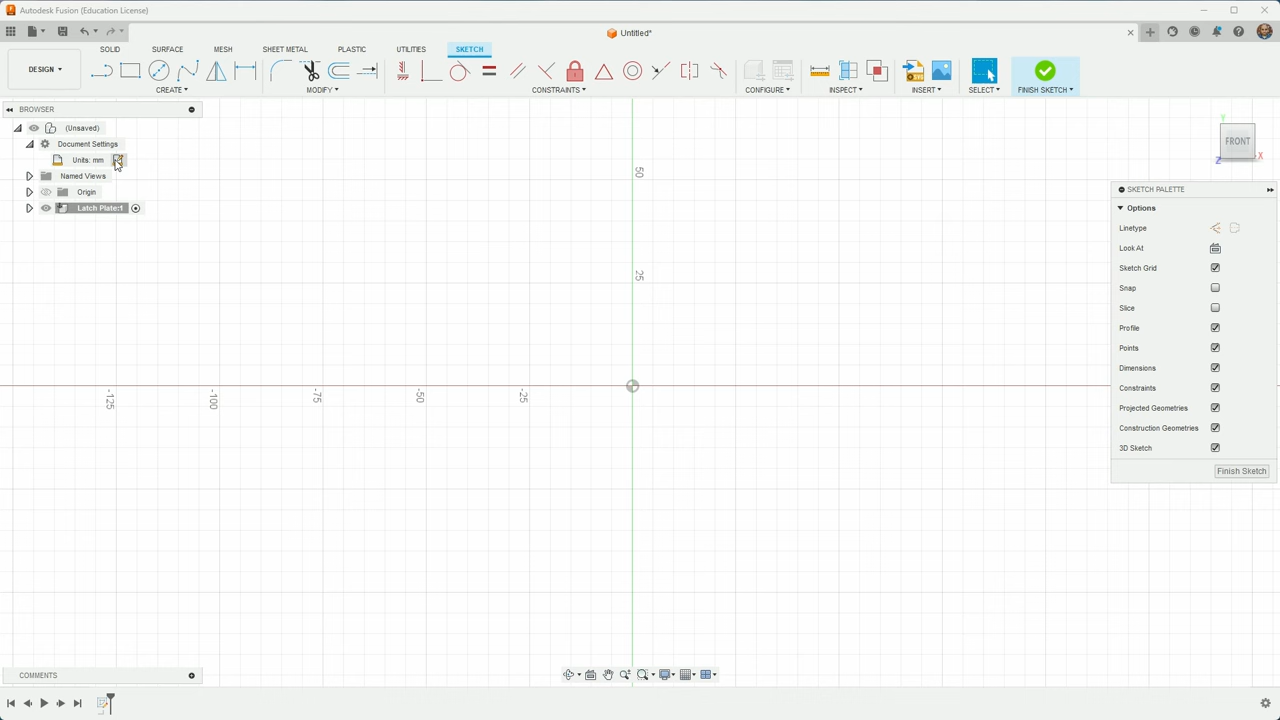 Autodesk Fusion (Education License)
Untitled*
SOLID SURFACE MESH SHEET METAL PLASTIC UTILITIES SKETCH
DESIGN
CREATE MODIFY CONSTRAINTS CONFIGURE INSPECT INSERT SELECT FINISH SKETCH
BROWSER
(Unsaved)
Document Settings
Units: mm
Named Views
Origin
Latch Plate:1
FRONT
Y
X
Z
50
25
-125
-100
-75
-50
-25
SKETCH PALETTE
Options
Linetype
Look At
Sketch Grid
Snap
Slice
Profile
Points
Dimensions
Constraints
Projected Geometries
Construction Geometries
3D Sketch
Finish Sketch
COMMENTS